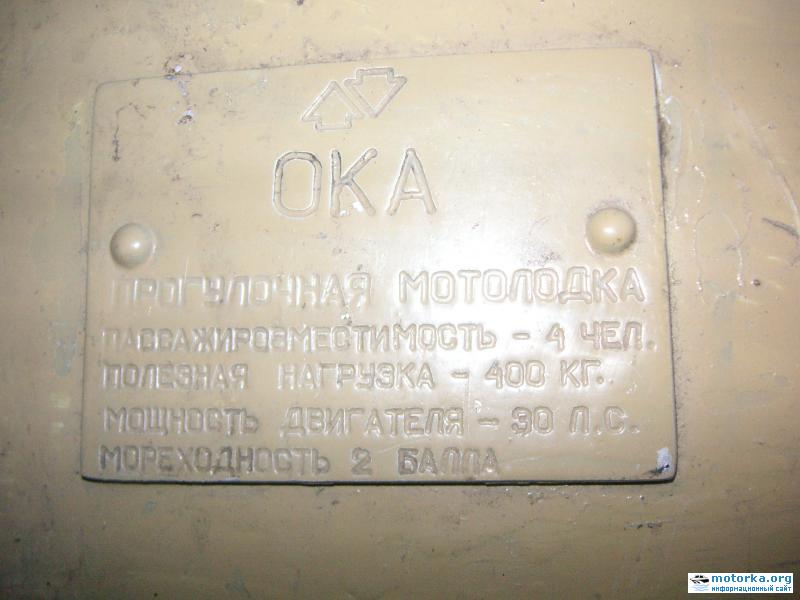 ОКА
ПРОГУЛОЧНАЯ МОТОЛОДКА
ПАССАЖИРОВМЕСТИМОСТЬ - 4 ЧЕЛ.
ПОЛЕЗНАЯ НАГРУЗКА - 400 КГ.
МОЩНОСТЬ ДВИГАТЕЛЯ - 30 Л.С.
МОРЕХОДНОСТЬ 2 БАЛЛА
motorka.org
информационный сайт